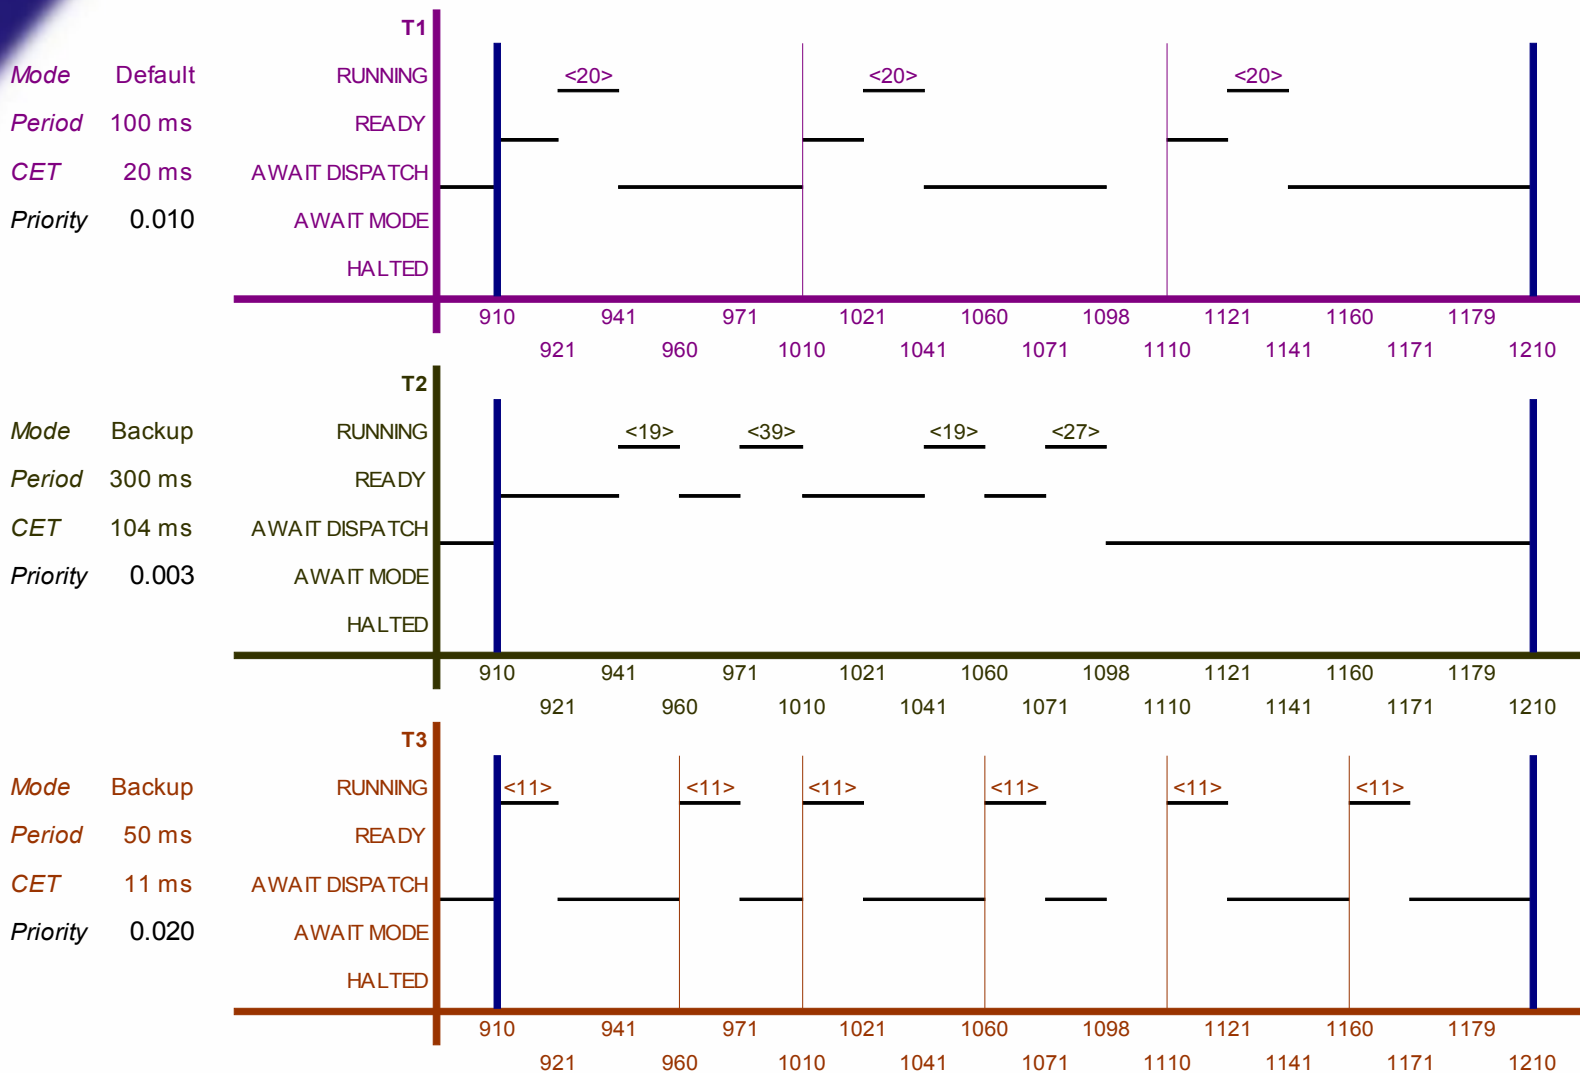 T1
Mode Default RUNNING <20> <20> <20>
Period 100 ms READY
CET 20 ms AWAIT DISPATCH
Priority 0.010 AWAIT MODE
HALTED
910 941 971 1021 1060 1098 1121 1160 1179
921 960 1010 1041 1071 1110 1141 1171 1210
T2
Mode Backup RUNNING <19> <39> <19> <27>
Period 300 ms READY
CET 104 ms AWAIT DISPATCH
Priority 0.003 AWAIT MODE
HALTED
910 941 971 1021 1060 1098 1121 1160 1179
921 960 1010 1041 1071 1110 1141 1171 1210
T3
Mode Backup RUNNING <11> <11> <11> <11> <11> <11>
Period 50 ms READY
CET 11 ms AWAIT DISPATCH
Priority 0.020 AWAIT MODE
HALTED
910 941 971 1021 1060 1098 1121 1160 1179
921 960 1010 1041 1071 1110 1141 1171 1210